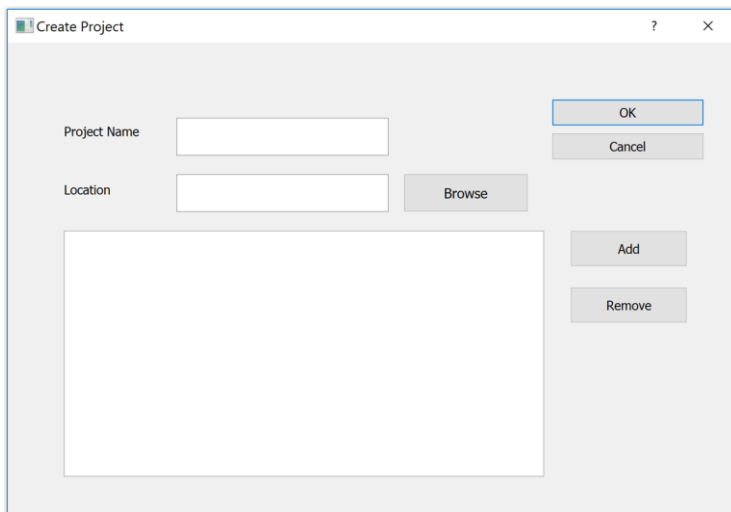 Create Project
?
Project Name
OK
Cancel
Location
Browse
Add
Remove